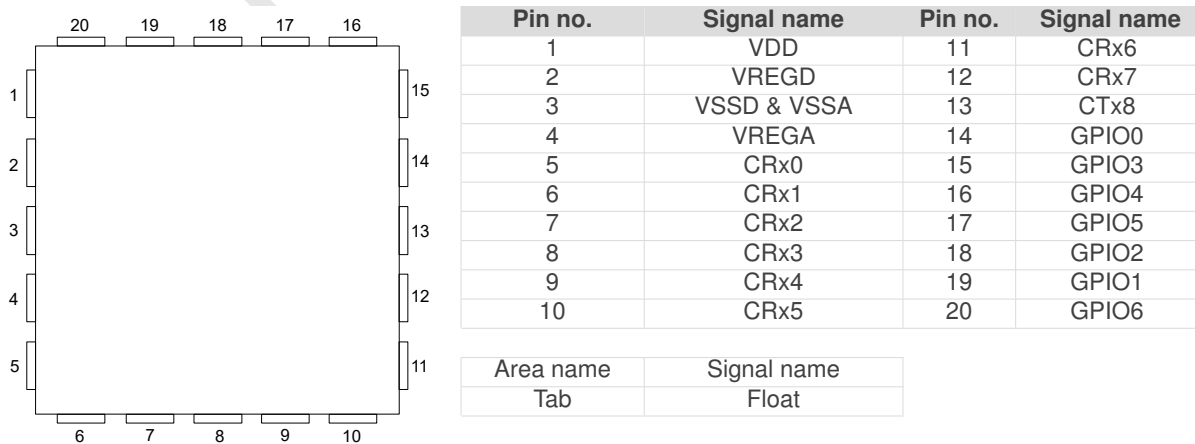 20 19 18 17 16
1 15
2 14
3 13
4 12
5 11
6 7 8 9 10
Pin no. Signal name Pin no. Signal name
1 VDD 11 CRx6
2 VREGD 12 CRx7
3 VSSD & VSSA 13 CTx8
4 VREGA 14 GPIO0
5 CRx0 15 GPIO3
6 CRx1 16 GPIO4
7 CRx2 17 GPIO5
8 CRx3 18 GPIO2
9 CRx4 19 GPIO1
10 CRx5 20 GPIO6
Area name Signal name
Tab Float